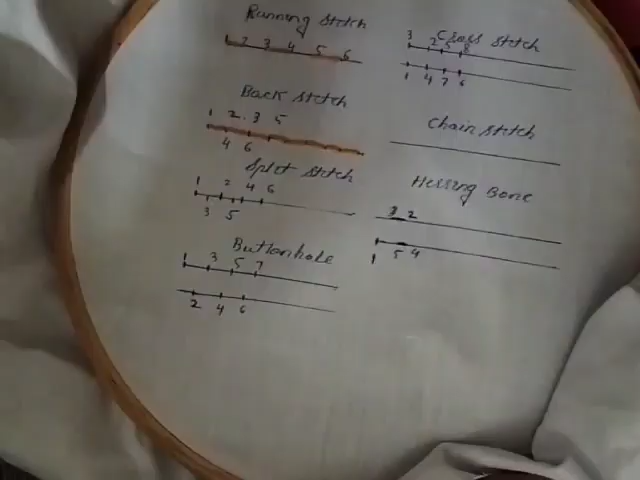 Running Stitch
1 2 3 4 5 6
Back Stitch
1 2 3 5
4 6
Split Stitch
1 2 4 6
3 5
Buttonhole
1 3 5 7
2 4 6
Cross Stitch
3 2 5 8
1 4 7 6
Chain Stitch
Hessing Bone
3 2
1 5 4